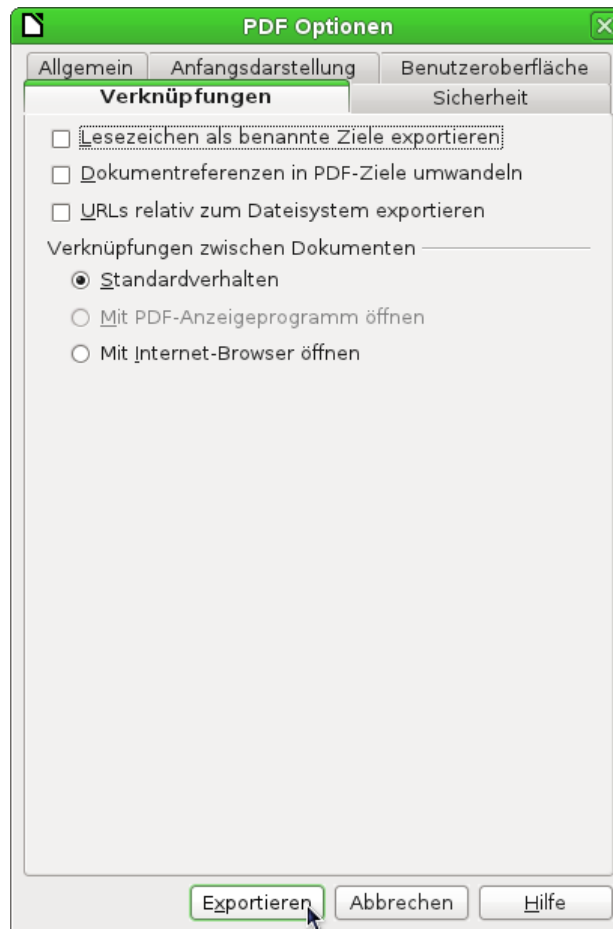 PDF Optionen
Allgemein Anfangsdarstellung Benutzeroberfläche
Verknüpfungen Sicherheit
Lesezeichen als benannte Ziele exportieren
Dokumentreferenzen in PDF-Ziele umwandeln
URLs relativ zum Dateisystem exportieren
Verknüpfungen zwischen Dokumenten
Standardverhalten
Mit PDF-Anzeigeprogramm öffnen
Mit Internet-Browser öffnen
Exportieren Abbrechen Hilfe